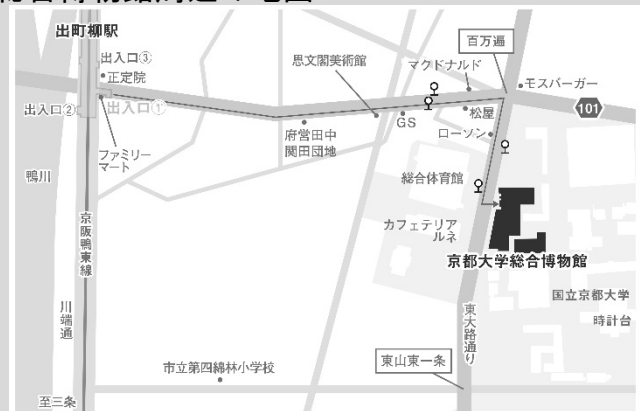 出町柳駅
百万遍
出入口③
正定院
思文閣美術館
マクドナルド
モスバーガー
出入口②
出入口①
101
松屋
GS
府営田中
関田団地
ローソン
ファミリー
マート
鴨川
総合体育館
カフェテリア
ルネ
京都大学総合博物館
京阪鴨東線
国立京都大学
時計台
川端通
東大路通り
市立第四錦林小学校
東山東一条
至三条